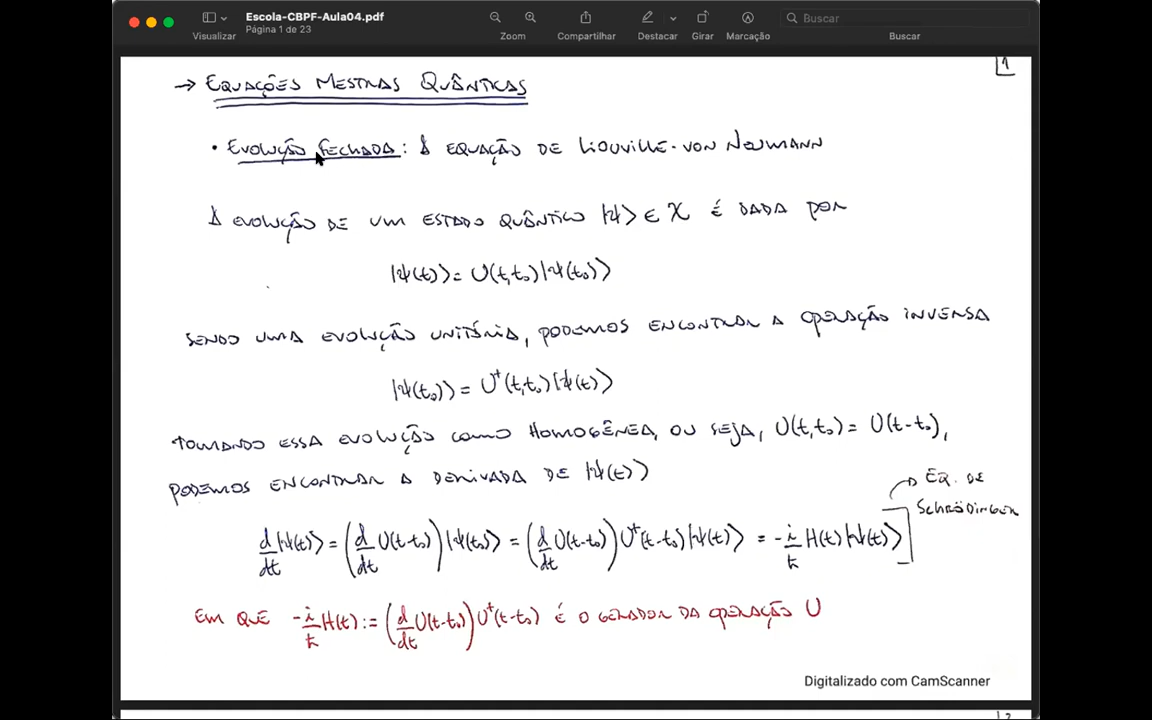 Escola-CBPF-Aula04.pdf
Página 1 de 23
Visualizar
Zoom
Compartilhar
Destacar
Girar
Marcação
Buscar
Buscar
1
→ EQUAÇÕES MESTRAS QUÂNTICAS
• EVOLUÇÃO FECHADA: A EQUAÇÃO DE LIOUVILLE-VON NEUMANN
A EVOLUÇÃO DE UM ESTADO QUÂNTICO |ψ> ∈ ℋ É DADA POR
|ψ(t)> = U(t,t₀)|ψ(t₀)>
SENDO UMA EVOLUÇÃO UNITÁRIA, PODEMOS ENCONTRAR A OPERAÇÃO INVERSA
|ψ(t₀)> = U†(t,t₀)|ψ(t)>
TOMANDO ESSA EVOLUÇÃO COMO HOMOGÊNEA, OU SEJA, U(t,t₀) = U(t-t₀),
PODEMOS ENCONTRAR A DERIVADA DE |ψ(t)>
EQ. DE
SCHRÖDINGER
d/dt |ψ(t)> = (d/dt U(t-t₀)) |ψ(t₀)> = (d/dt U(t-t₀)) U†(t-t₀)|ψ(t)> = -i/ħ H(t)|ψ(t)>
EM QUE -i/ħ H(t) := (d/dt U(t-t₀)) U†(t-t₀) É O GERADOR DA OPERAÇÃO U
Digitalizado com CamScanner
2